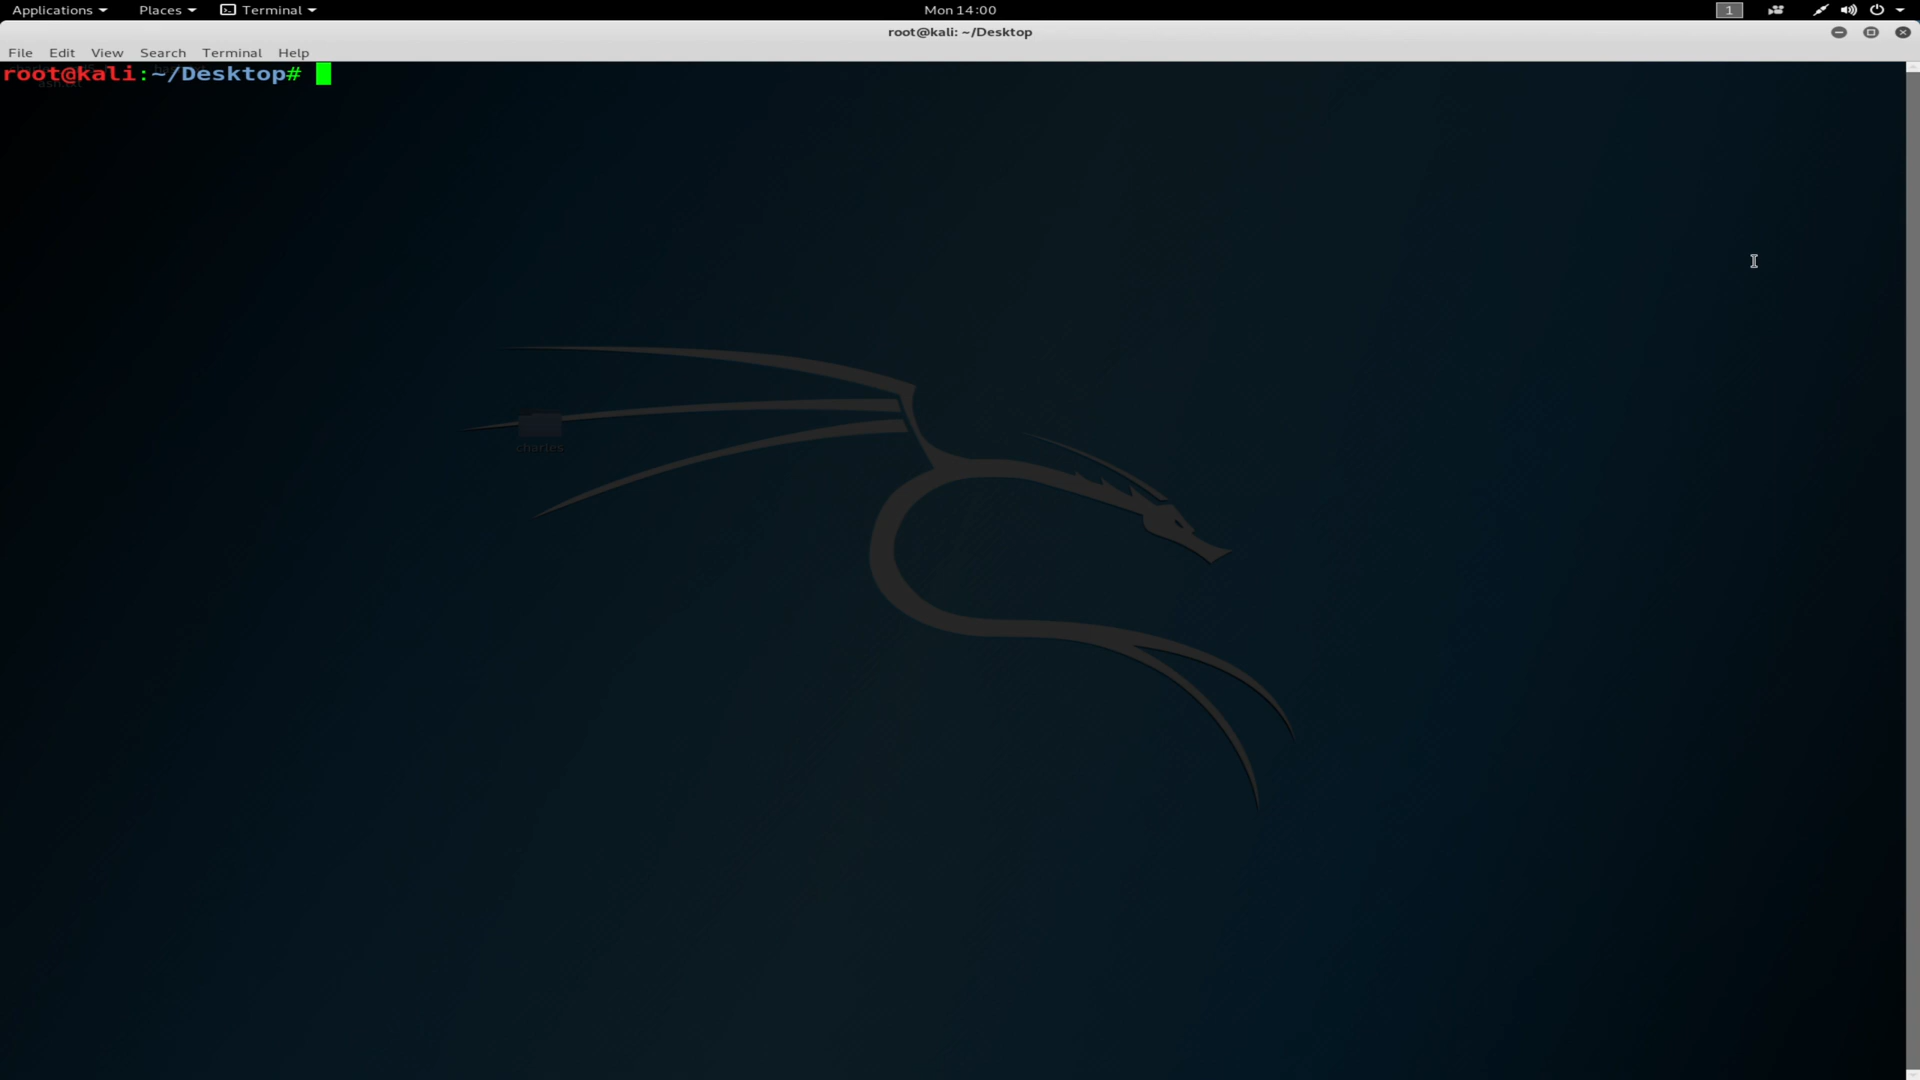 Applications Places Terminal Mon 14:00 1
root@kali: ~/Desktop
File Edit View Search Terminal Help
root@kali:~/Desktop#
charles